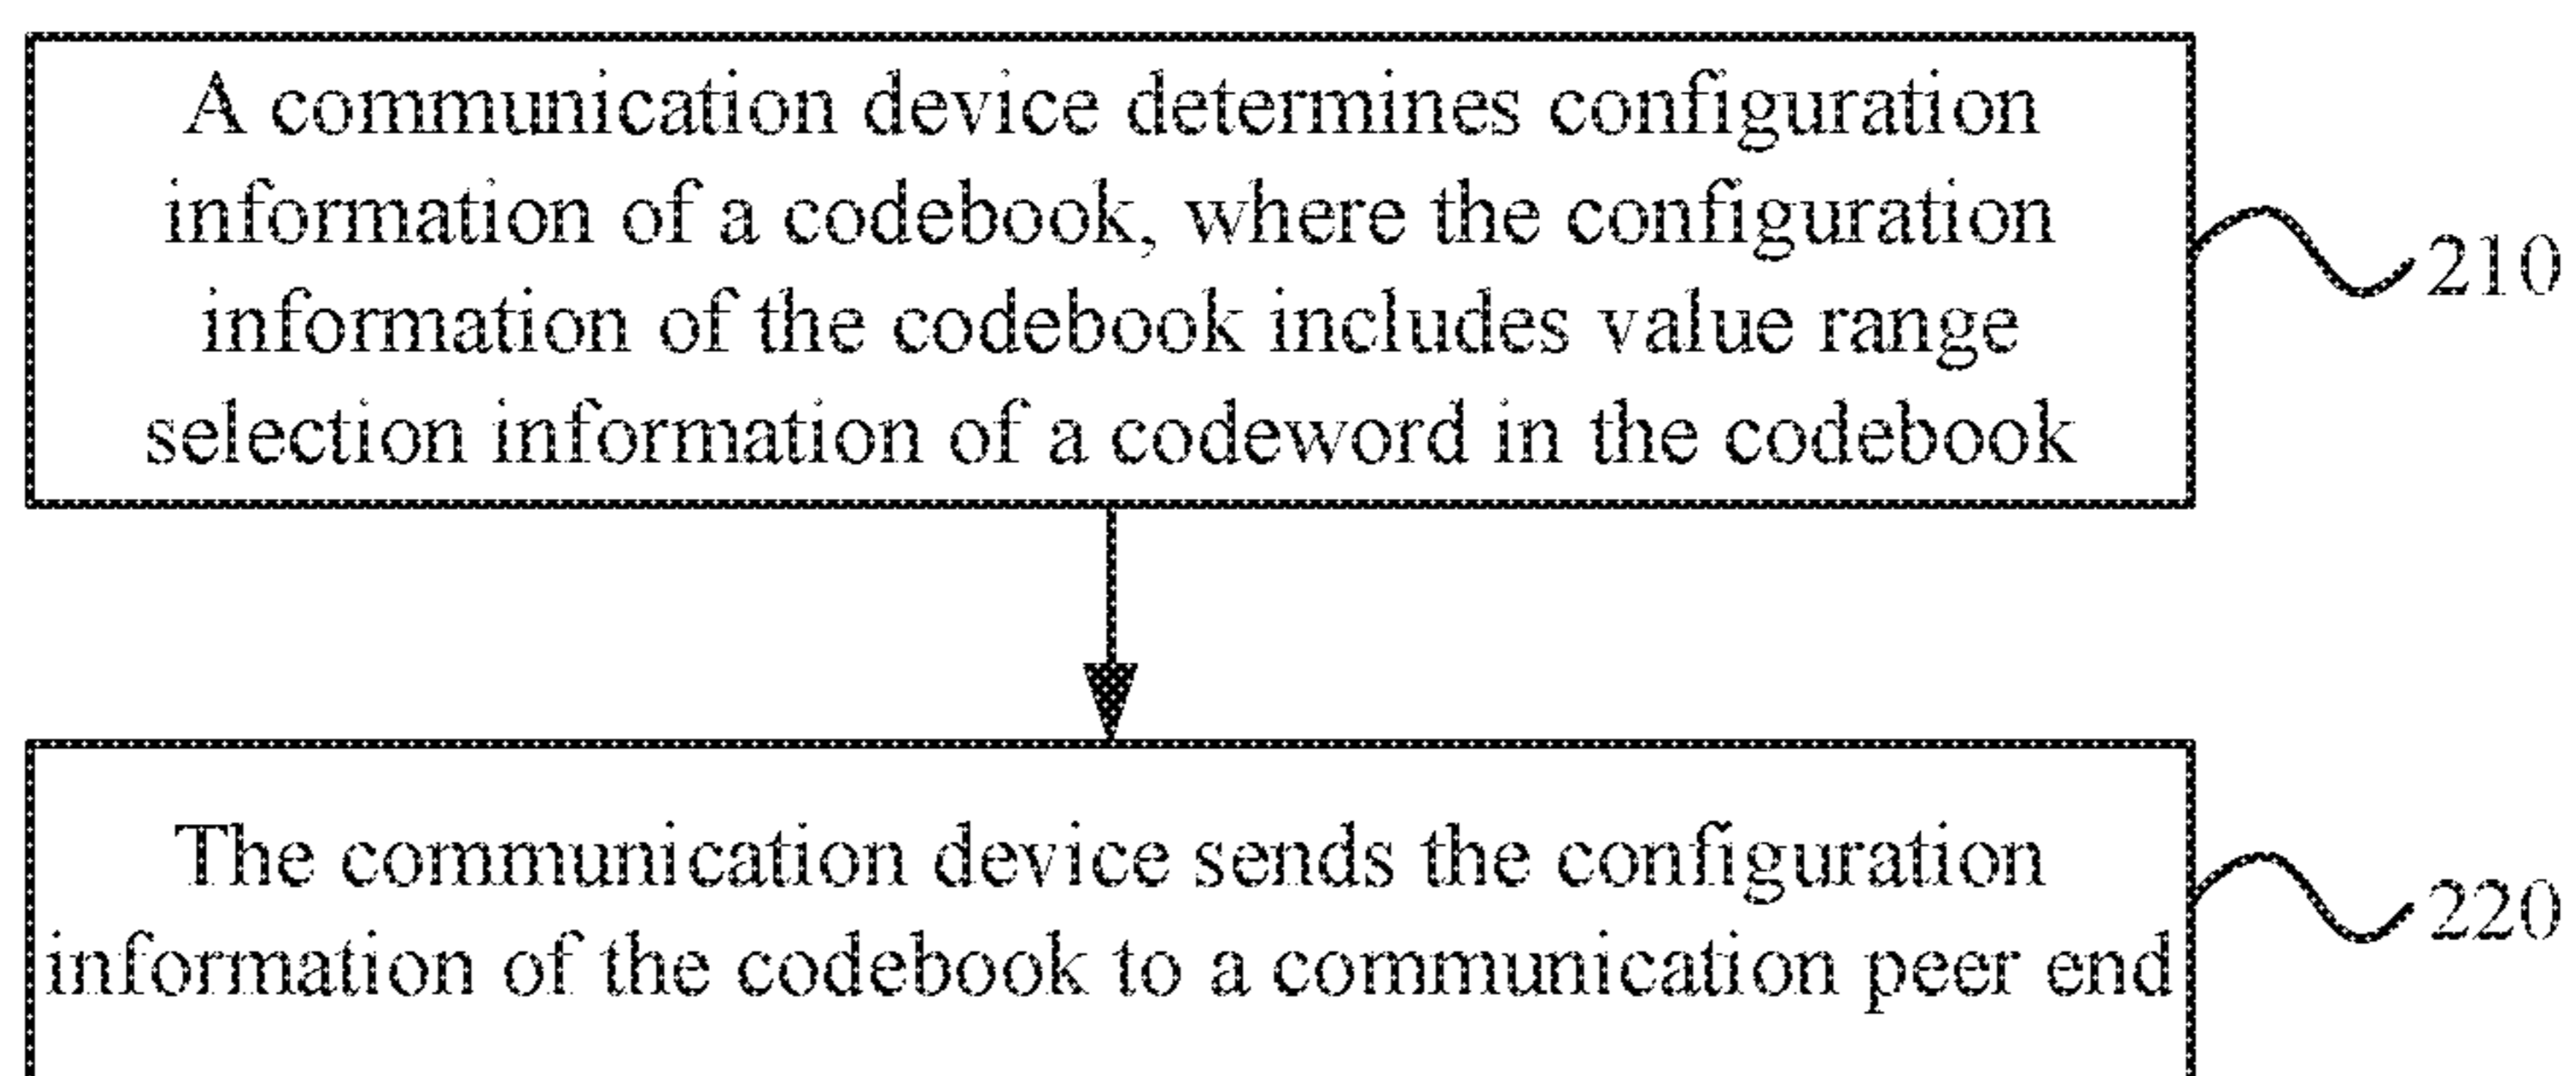 A communication device determines configuration
information of a codebook, where the configuration
information of the codebook includes value range
selection information of a codeword in the codebook
210
The communication device sends the configuration
information of the codebook to a communication peer end
220